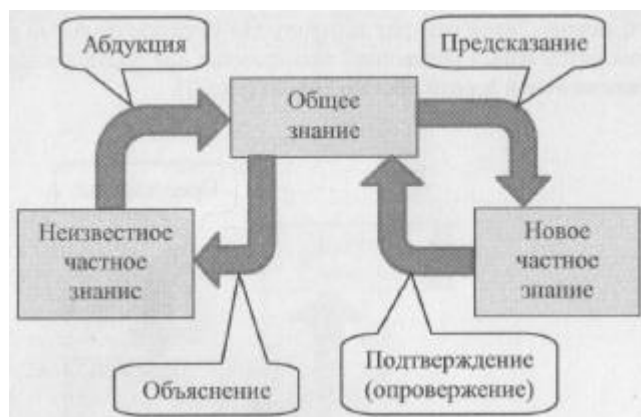 Абдукция
Предсказание
Общее
знание
Неизвестное
частное
знание
Новое
частное
знание
Объяснение
Подтверждение
(опровержение)